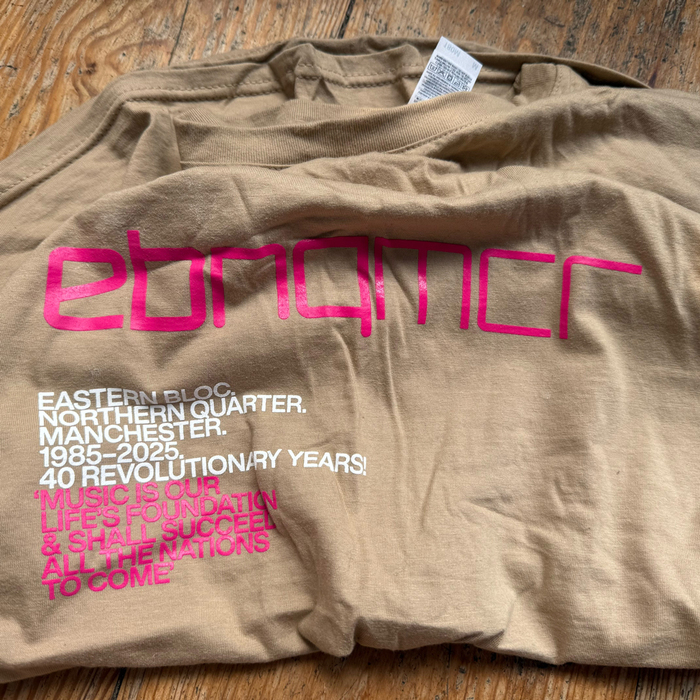 ebnqmcr
EASTERN BLOC.
NORTHERN QUARTER.
MANCHESTER.
1985–2025.
40 REVOLUTIONARY YEARS!
‘MUSIC IS OUR
LIFE'S FOUNDATION
& SHALL SUCCEED
ALL THE NATIONS
TO COME’